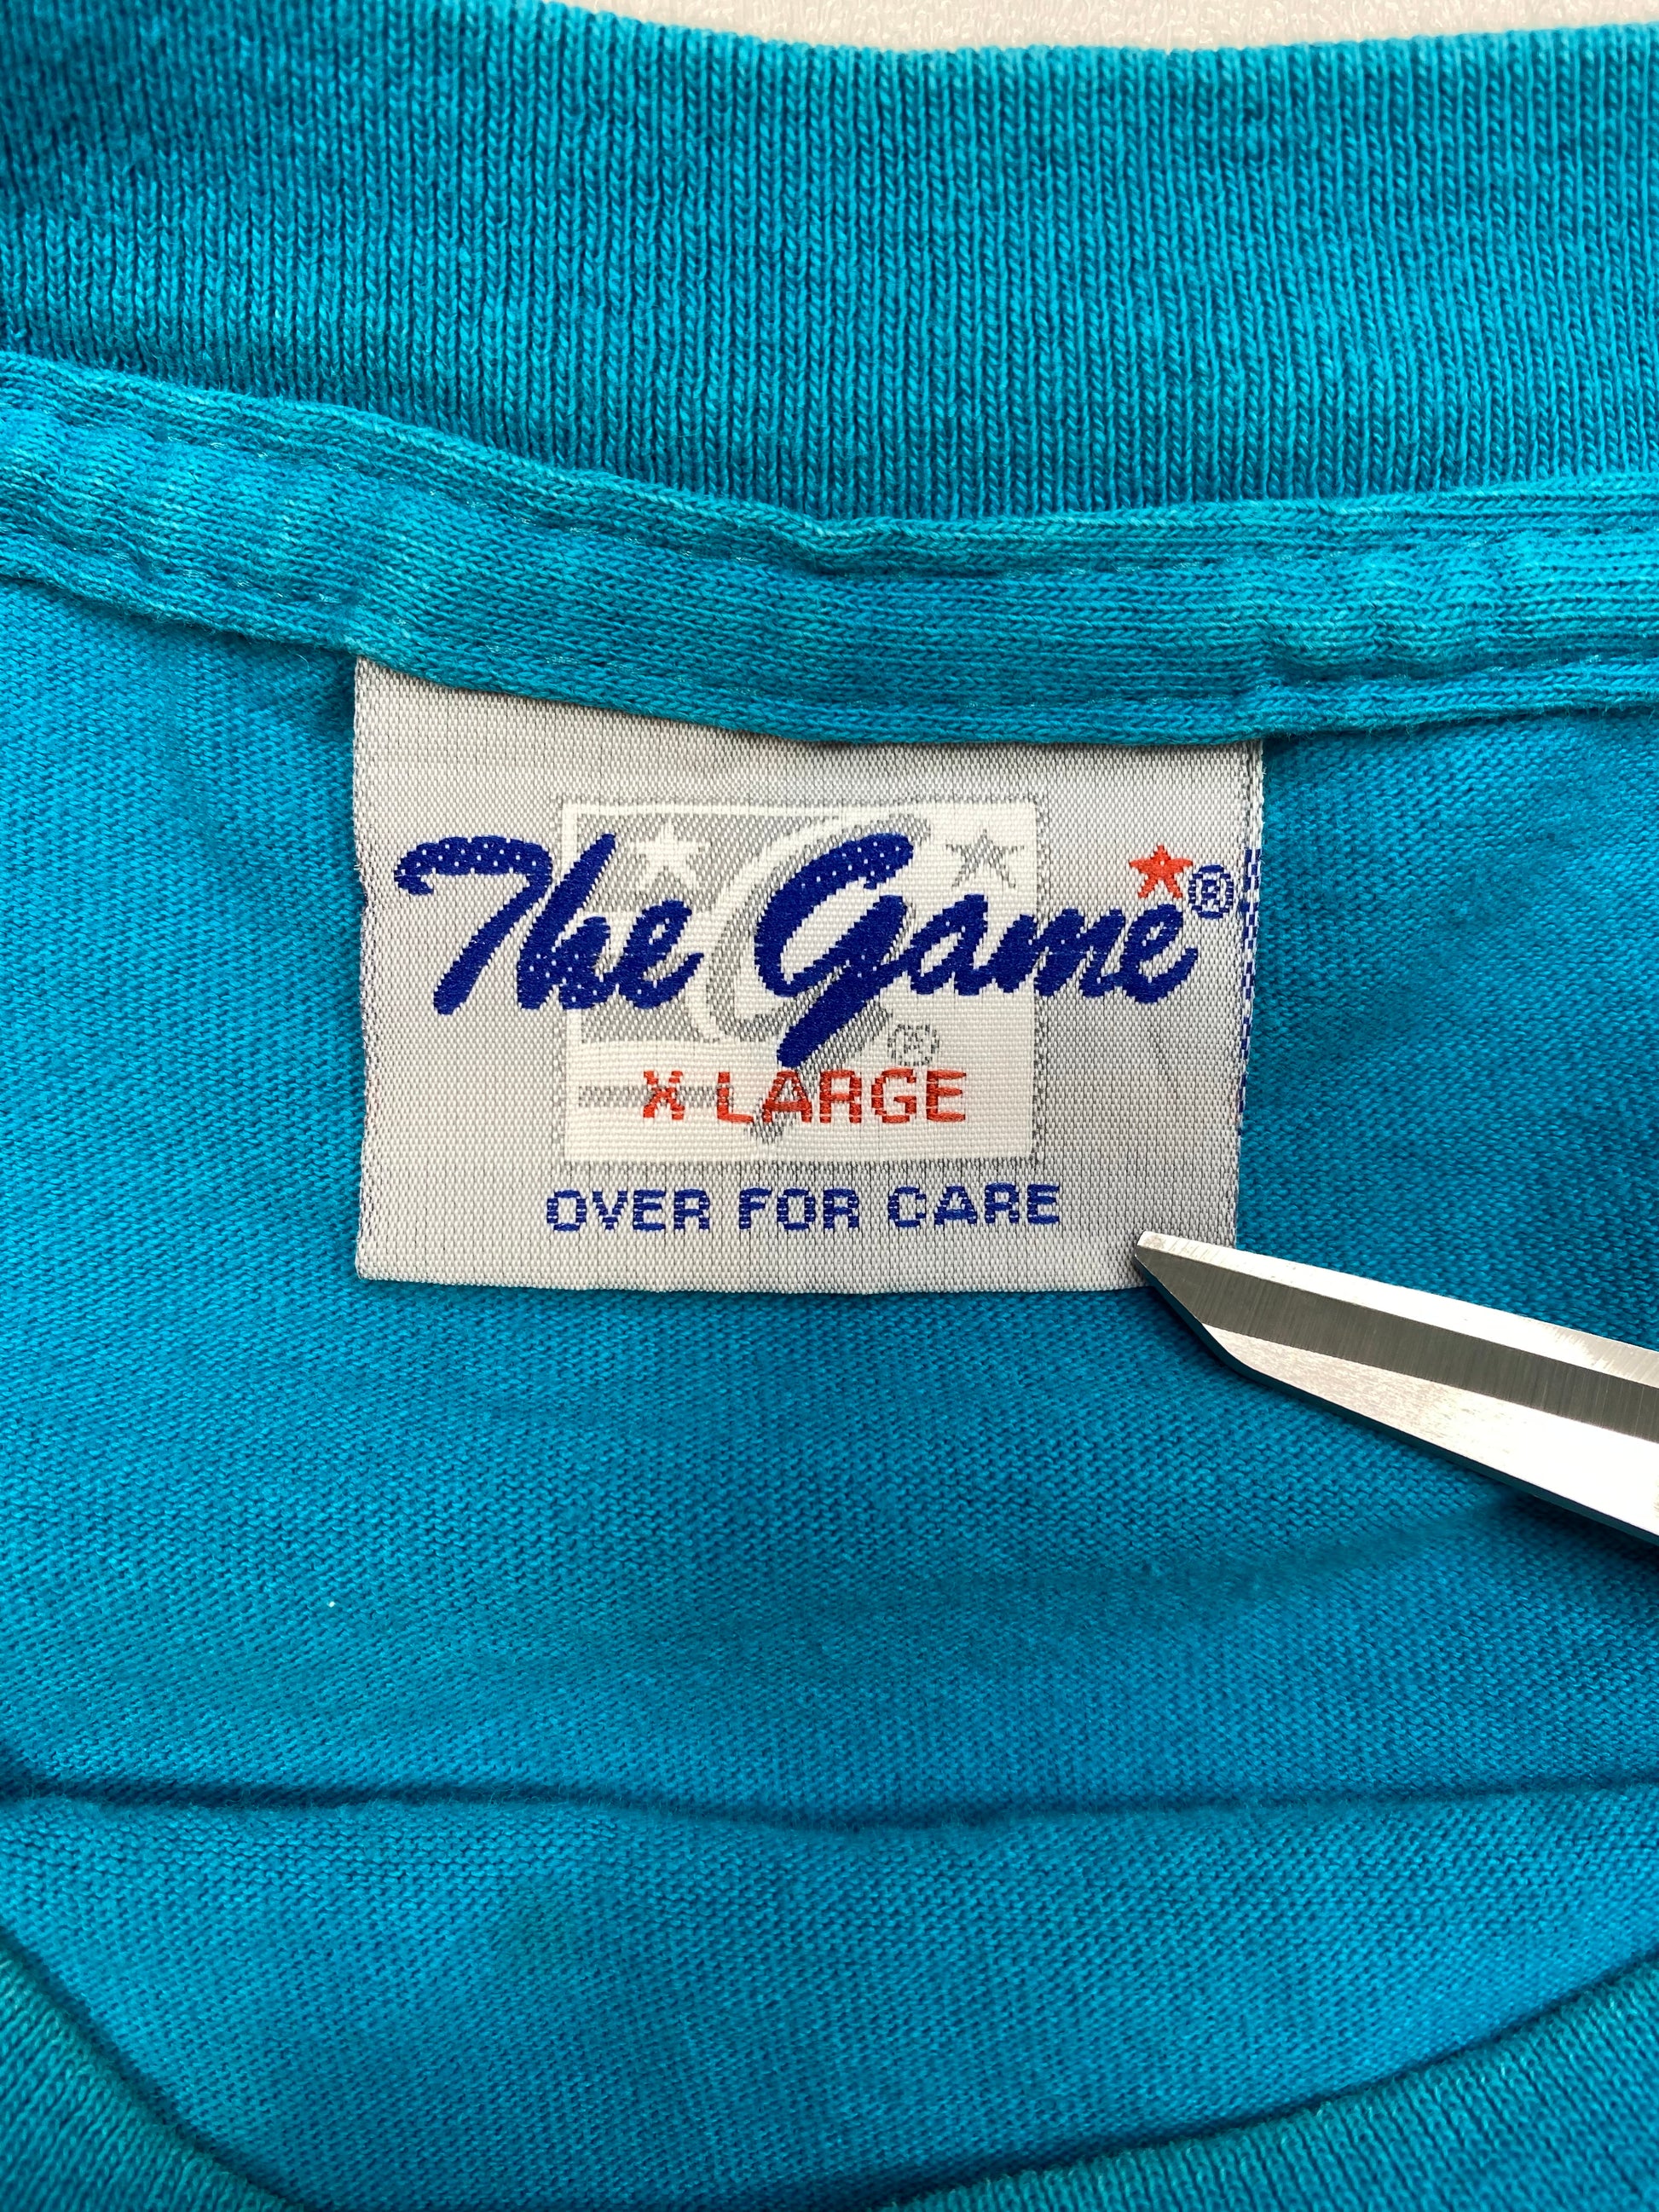 The Game®
®
X-LARGE
OVER FOR CARE